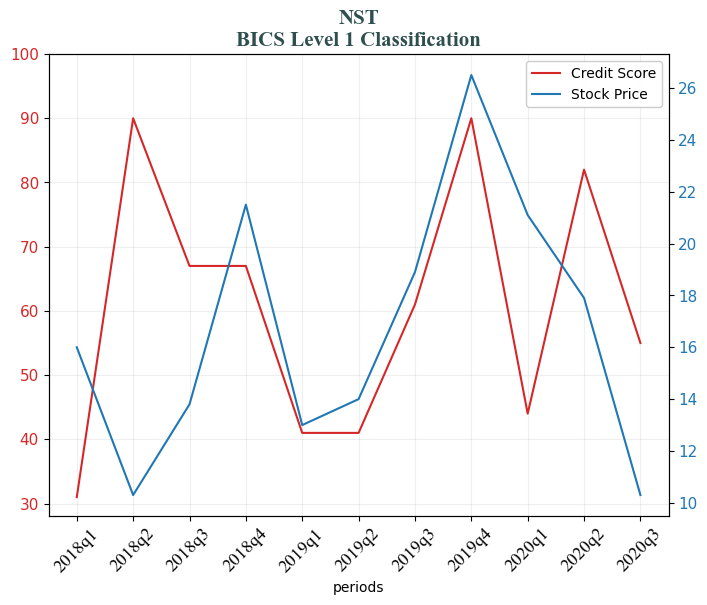 NST
BICS Level 1 Classification
Credit Score
Stock Price
100
90
80
70
60
50
40
30
26
24
22
20
18
16
14
12
10
2018q1
2018q2
2018q3
2018q4
2019q1
2019q2
2019q3
2019q4
2020q1
2020q2
2020q3
periods